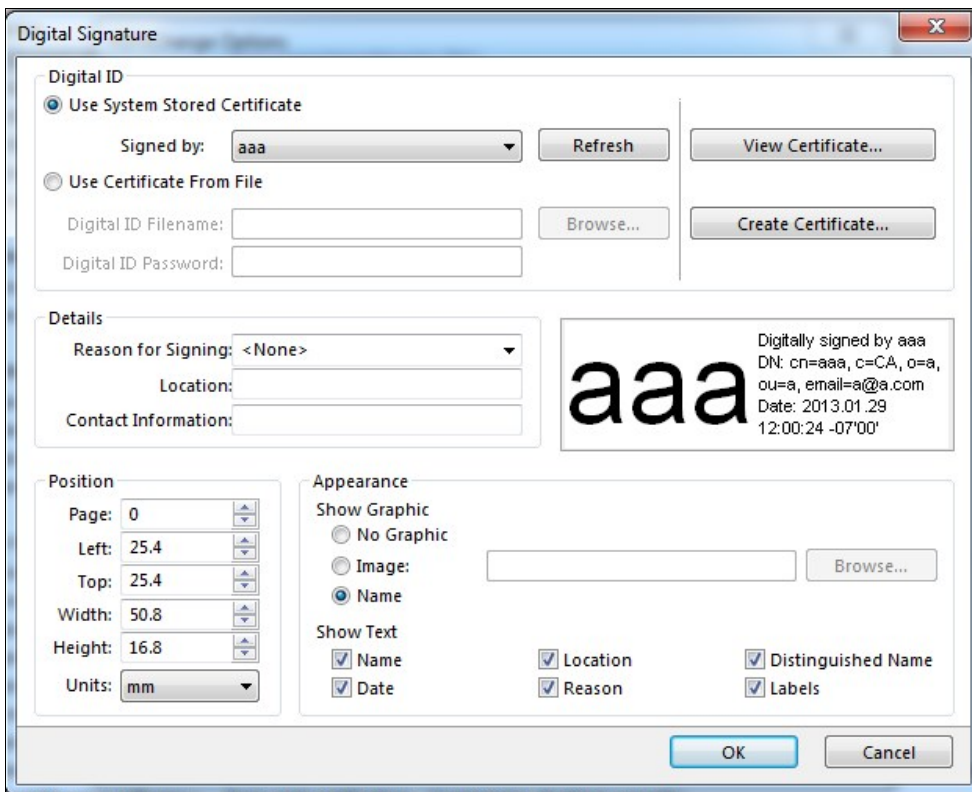 Digital Signature
Digital ID
Use System Stored Certificate
Signed by: aaa Refresh View Certificate...
Use Certificate From File
Digital ID Filename: Browse... Create Certificate...
Digital ID Password:
Details
Reason for Signing: <None>
Location:
Contact Information:
aaa
Digitally signed by aaa
DN: cn=aaa, c=CA, o=a,
ou=a, email=a@a.com
Date: 2013.01.29
12:00:24 -07'00'
Position
Page: 0
Left: 25.4
Top: 25.4
Width: 50.8
Height: 16.8
Units: mm
Appearance
Show Graphic
No Graphic
Image: Browse...
Name
Show Text
Name Location Distinguished Name
Date Reason Labels
OK Cancel